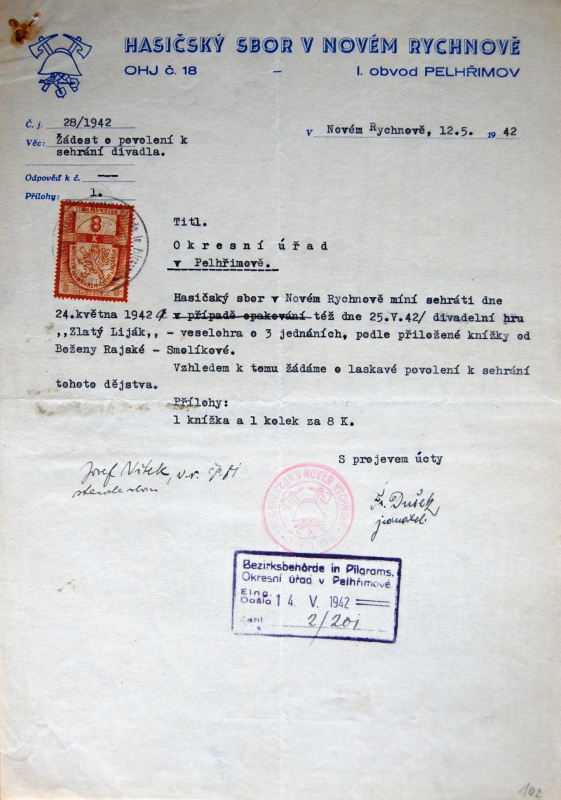 HASIČSKÝ SBOR V NOVÉM RYCHNOVĚ
OHJ č. 18 – I. obvod PELHŘIMOV
Č. j. 28/1942
V Novém Rychnově, 12.5. 1942
Věc: Žádost o povolení k
sehrání divadla.
Odpověď k č. —
Přílohy: 1.
8
K
Titl.
Okresní úřad
v Pelhřimově.
Hasičský sbor v Novém Rychnově míní sehráti dne
24.května 1942 v případě opakování též dne 25.V.42/ divadelní hru
,,Zlatý Liják,, - veselohra o 3 jednáních, podle přiložené knížky od
Boženy Rajské - Smolíkové.
Vzhledem k tomu žádáme o laskavé povolení k sehrání
tohoto dějstva.
Přílohy:
1 knížka a 1 kolek za 8 K.
S projevem úcty
Josef Vítek, v.r.
Fr. Dušek
jednatel
Bezirksbehörde in Pilgrams.
Okresní úřad v Pelhřimově
Eing.
Došlo 14. V. 1942
2/201
102